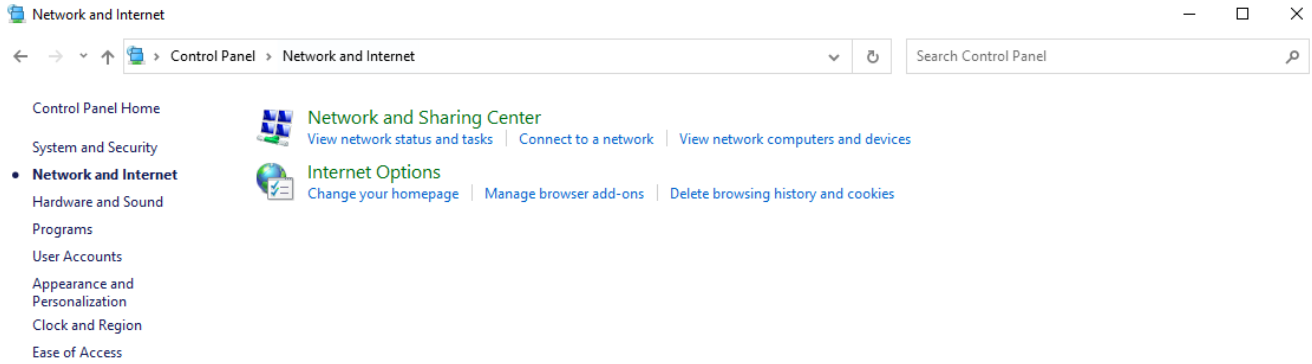 Network and Internet
Control Panel > Network and Internet
Search Control Panel
Control Panel Home
System and Security
Network and Internet
Hardware and Sound
Programs
User Accounts
Appearance and
Personalization
Clock and Region
Ease of Access
Network and Sharing Center
View network status and tasks | Connect to a network | View network computers and devices
Internet Options
Change your homepage | Manage browser add-ons | Delete browsing history and cookies